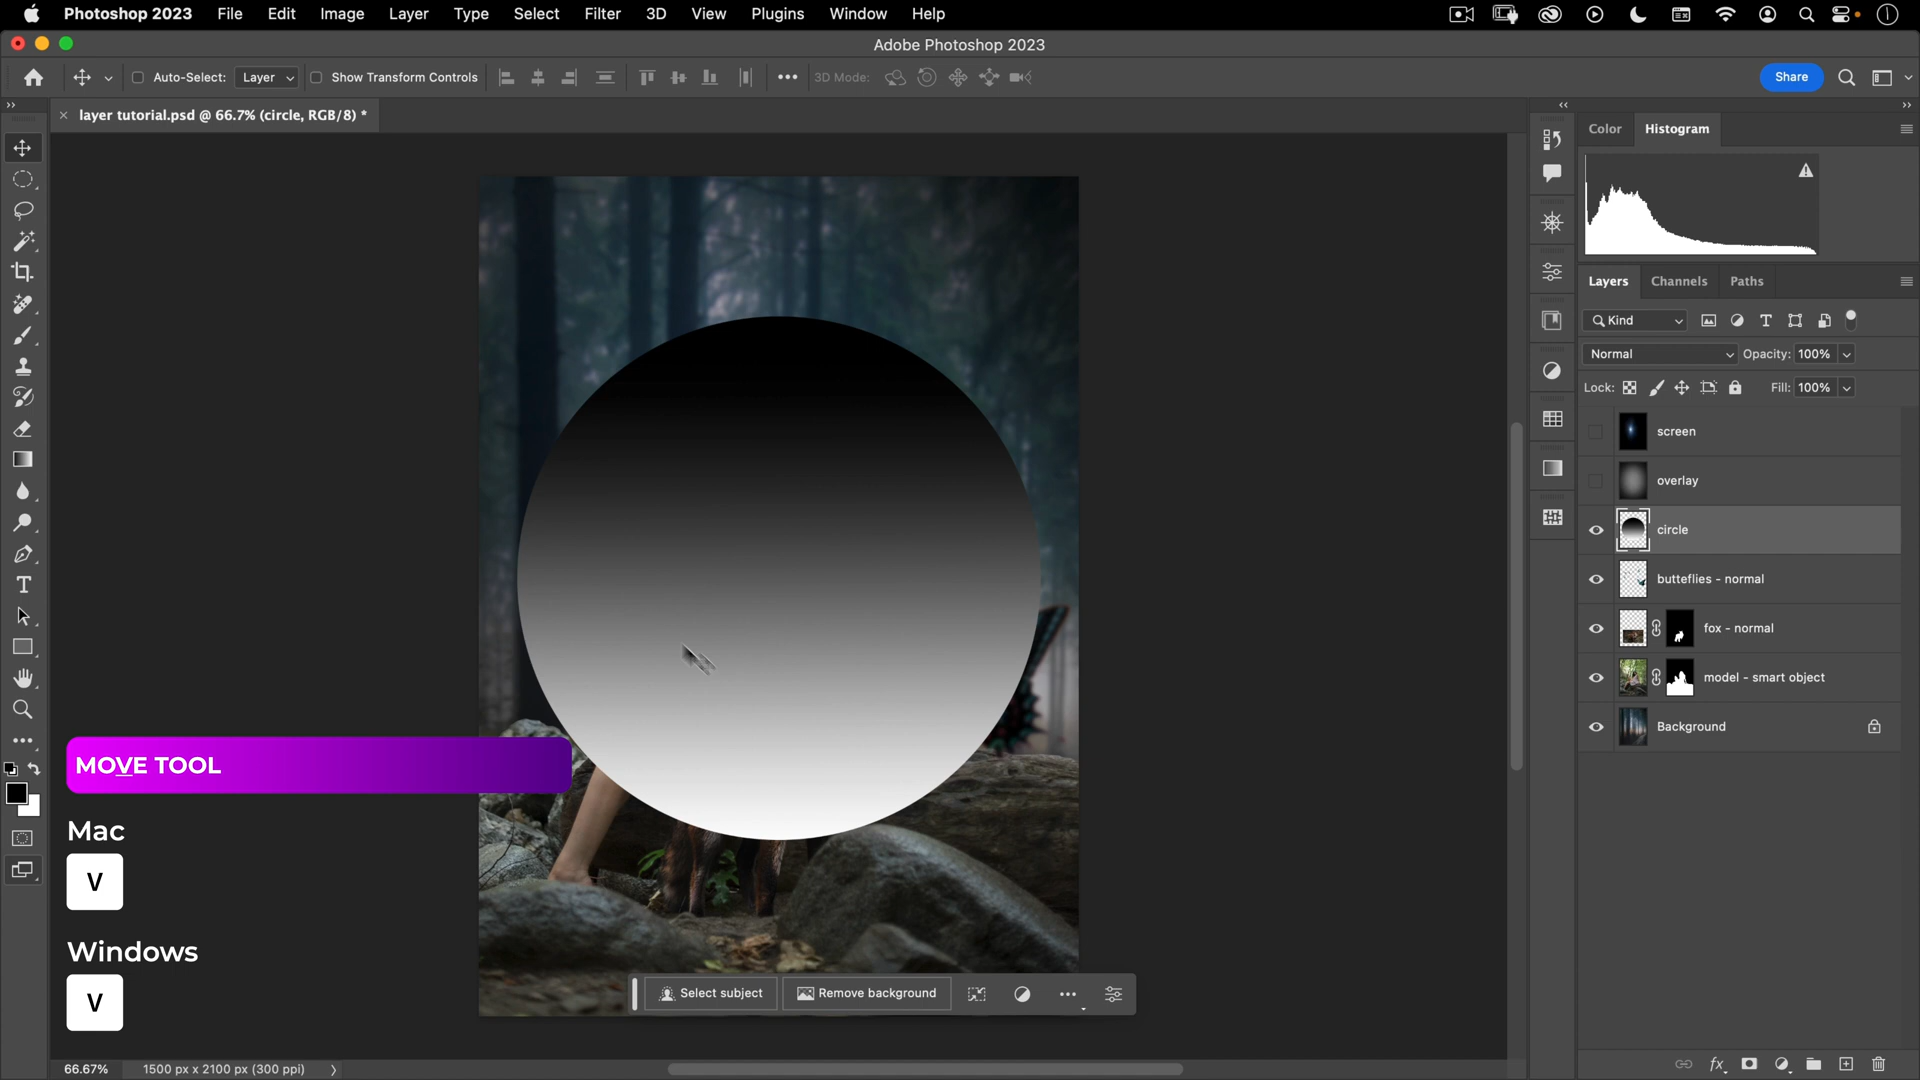 Photoshop 2023 File Edit Image Layer Type Select Filter 3D View Plugins Window Help
Adobe Photoshop 2023
Auto-Select: Layer Show Transform Controls 3D Mode: Share
layer tutorial.psd @ 66.7% (circle, RGB/8) *
Color Histogram
Layers Channels Paths
Kind
Normal Opacity: 100%
Lock: Fill: 100%
screen
overlay
circle
butteflies - normal
fox - normal
model - smart object
Background
MOVE TOOL
Mac
V
Windows
V
Select subject Remove background
66.67% 1500 px x 2100 px (300 ppi)